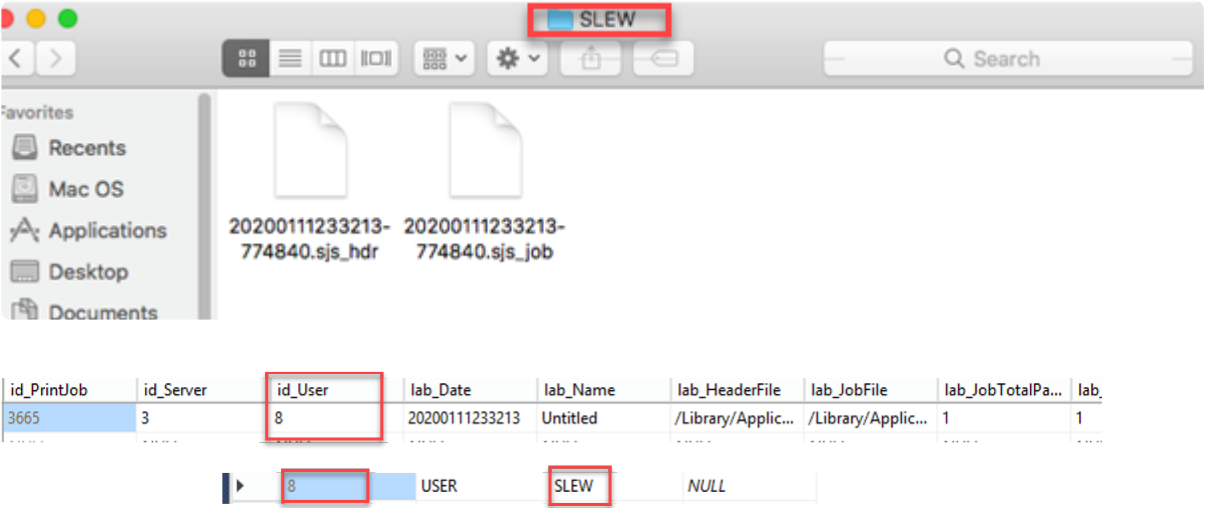 SLEW
Search
Favorites
Recents
Mac OS
Applications
Desktop
Documents
20200111233213-774840.sjs_hdr
20200111233213-774840.sjs_job
id_PrintJob id_Server id_User lab_Date lab_Name lab_HeaderFile lab_JobFile lab_JobTotalPa... lab_
3665 3 8 20200111233213 Untitled /Library/Applic... /Library/Applic... 1 1
8 USER SLEW NULL